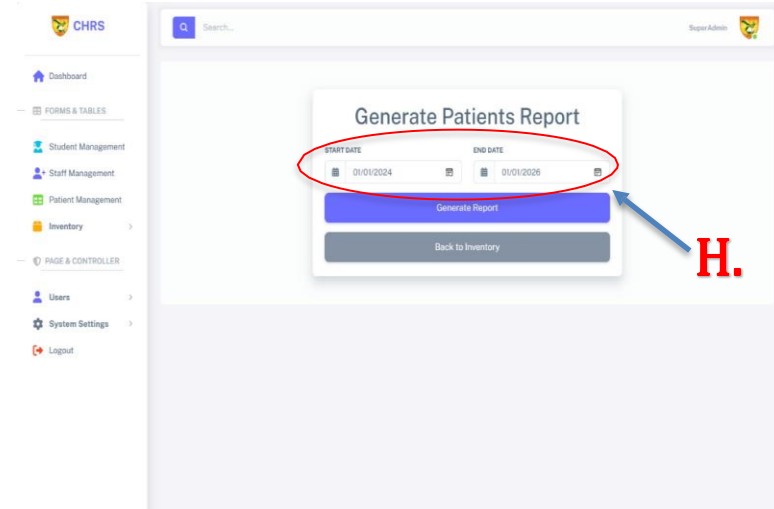 CHRS
Search...
SuperAdmin
Dashboard
FORMS & TABLES
Student Management
Staff Management
Patient Management
Inventory
PAGE & CONTROLLER
Users
System Settings
Logout
Generate Patients Report
START DATE END DATE
01/01/2024 01/01/2026
Generate Report
Back to Inventory
H.